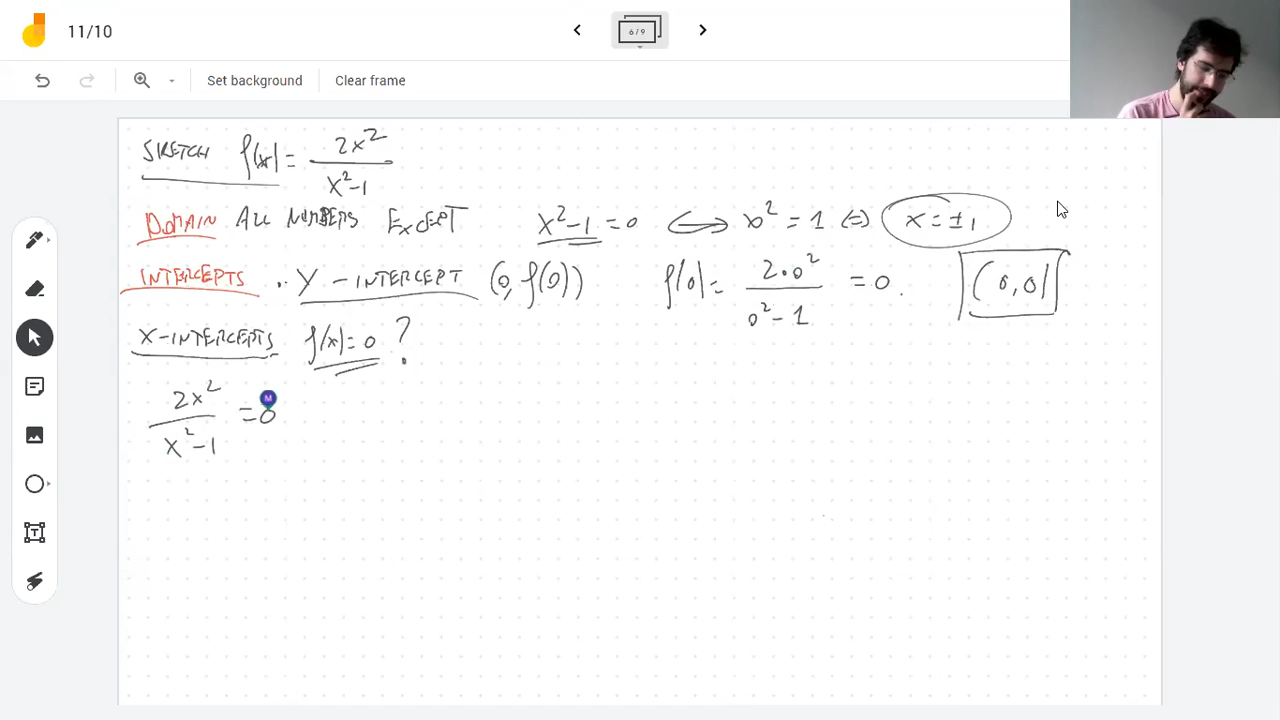 11/10
6/9
Set background
Clear frame
SKETCH f(x) = 2x²/(x²-1)
DOMAIN ALL NUMBERS EXCEPT x²-1=0 ⟺ x²=1 ⟺ x=±1
INTERCEPTS .. Y-INTERCEPT (0, f(0)) f(0) = 2·0²/(0²-1) = 0. (0,0)
X-INTERCEPTS f(x)=0 ?
2x²/(x²-1) =0
M